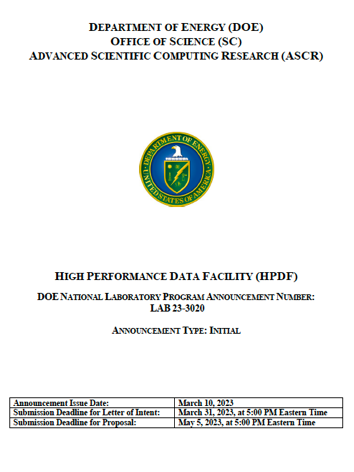 DEPARTMENT OF ENERGY (DOE)
OFFICE OF SCIENCE (SC)
ADVANCED SCIENTIFIC COMPUTING RESEARCH (ASCR)
DEPARTMENT OF ENERGY
UNITED STATES OF AMERICA
HIGH PERFORMANCE DATA FACILITY (HPDF)
DOE NATIONAL LABORATORY PROGRAM ANNOUNCEMENT NUMBER:
LAB 23-3020
ANNOUNCEMENT TYPE: INITIAL
Announcement Issue Date: March 10, 2023
Submission Deadline for Letter of Intent: March 31, 2023, at 5:00 PM Eastern Time
Submission Deadline for Proposal: May 5, 2023, at 5:00 PM Eastern Time